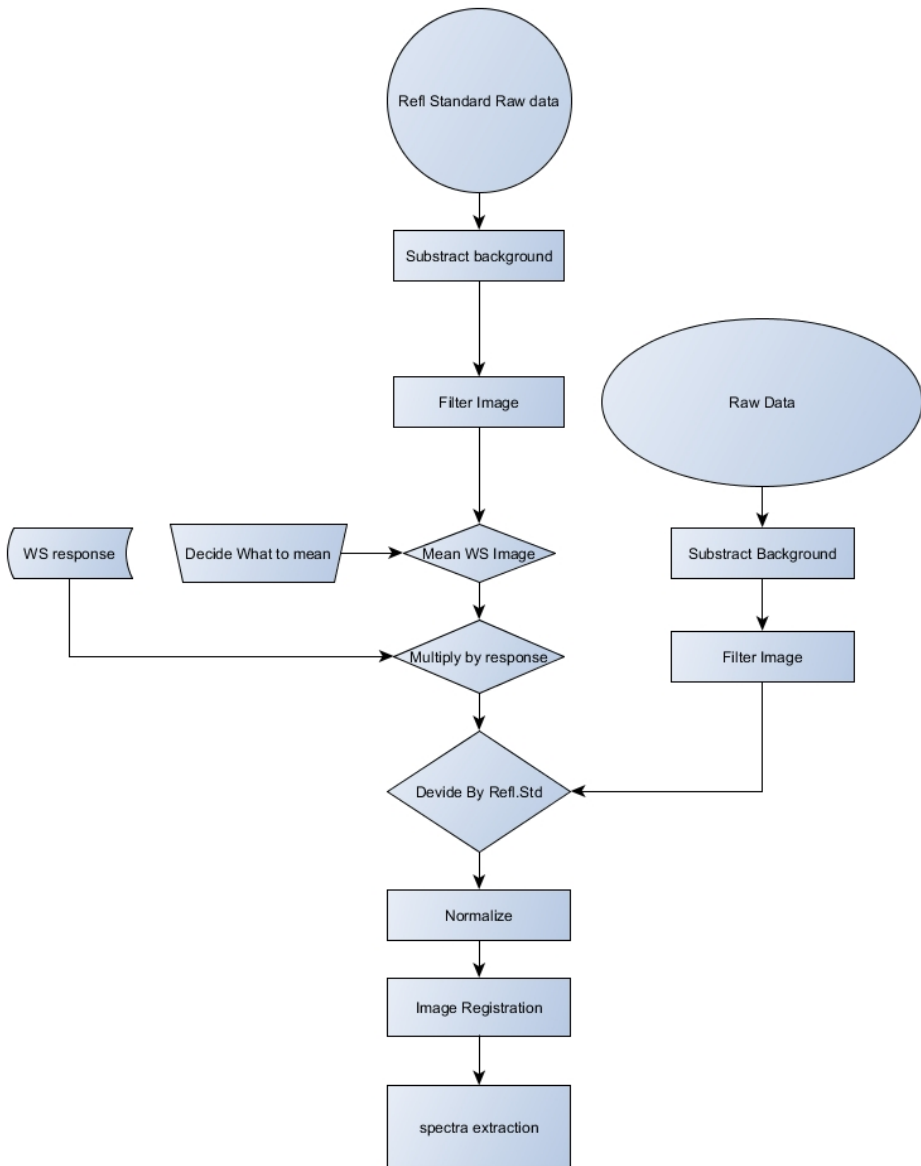 Refl Standard Raw data
Substract background
Filter Image
Raw Data
WS response
Decide What to mean
Mean WS Image
Substract Background
Multiply by response
Filter Image
Devide By Refl.Std
Normalize
Image Registration
spectra extraction